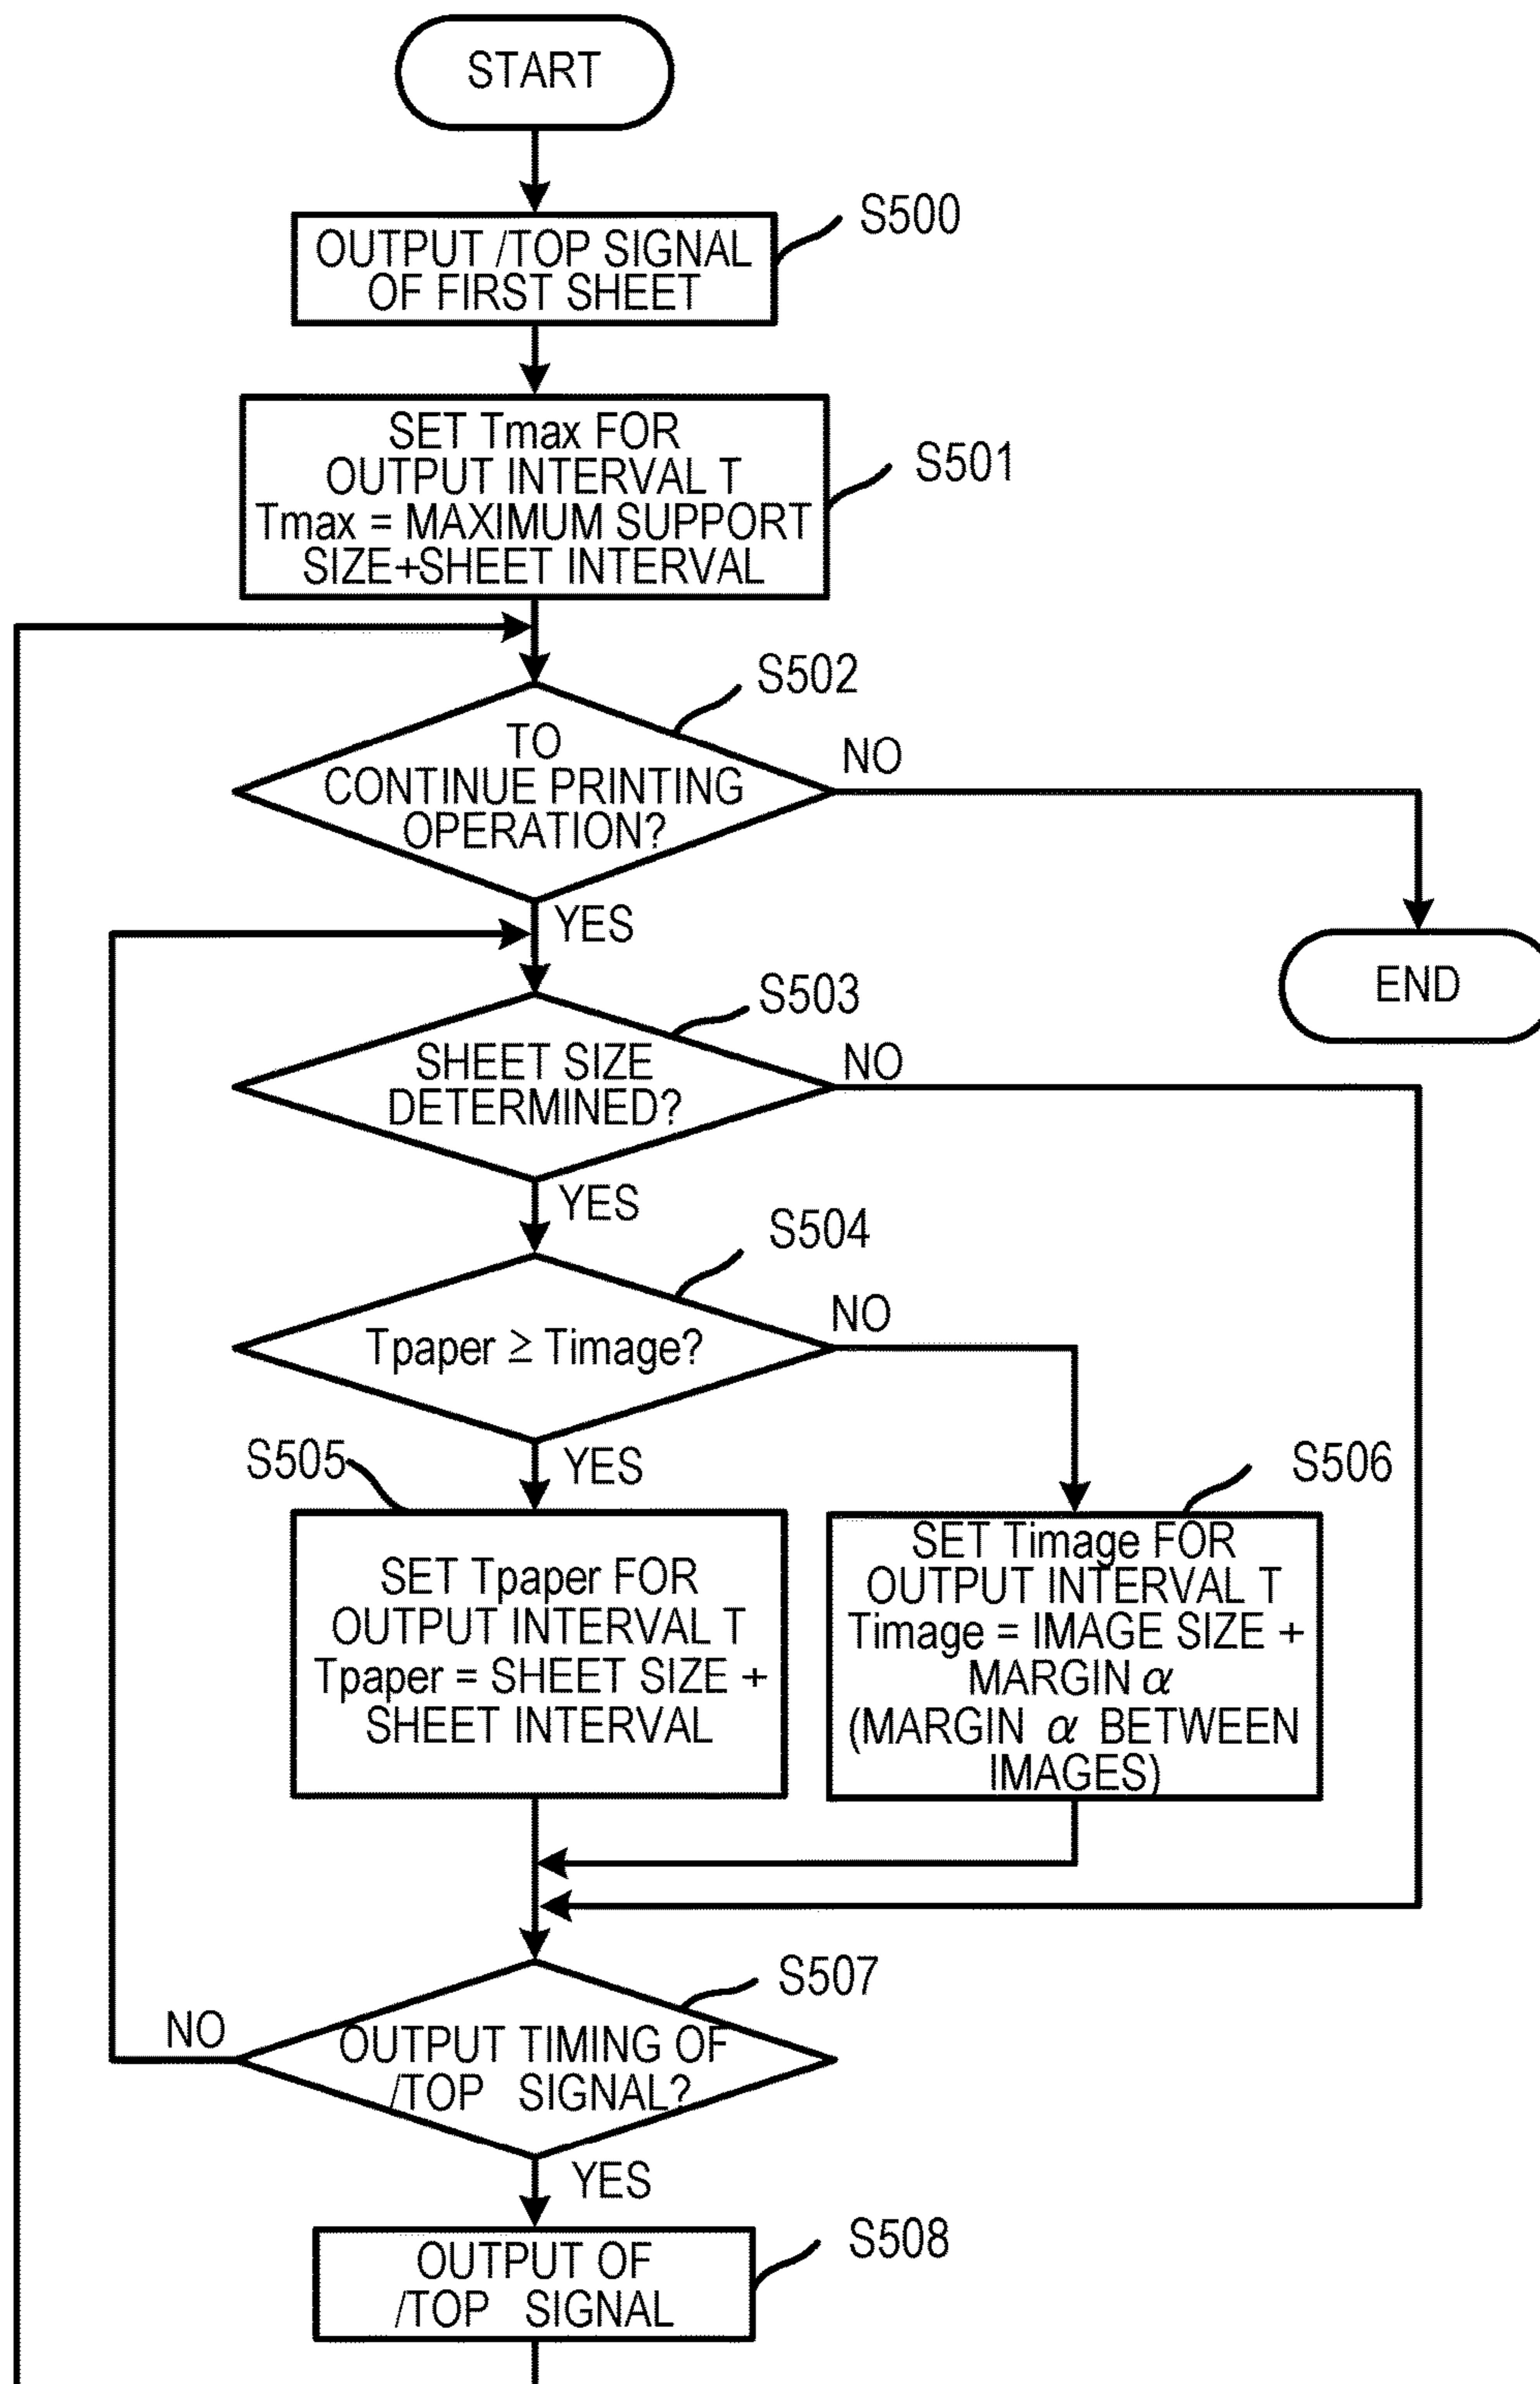 START
S500
OUTPUT /TOP SIGNAL
OF FIRST SHEET
S501
SET Tmax FOR
OUTPUT INTERVAL T
Tmax = MAXIMUM SUPPORT
SIZE+SHEET INTERVAL
S502
TO
CONTINUE PRINTING
OPERATION?
NO
YES
END
S503
SHEET SIZE
DETERMINED?
NO
YES
S504
Tpaper ≥ Timage?
NO
YES
S505
SET Tpaper FOR
OUTPUT INTERVAL T
Tpaper = SHEET SIZE +
SHEET INTERVAL
S506
SET Timage FOR
OUTPUT INTERVAL T
Timage = IMAGE SIZE +
MARGIN α
(MARGIN α BETWEEN
IMAGES)
S507
NO
OUTPUT TIMING OF
/TOP SIGNAL?
YES
S508
OUTPUT OF
/TOP SIGNAL